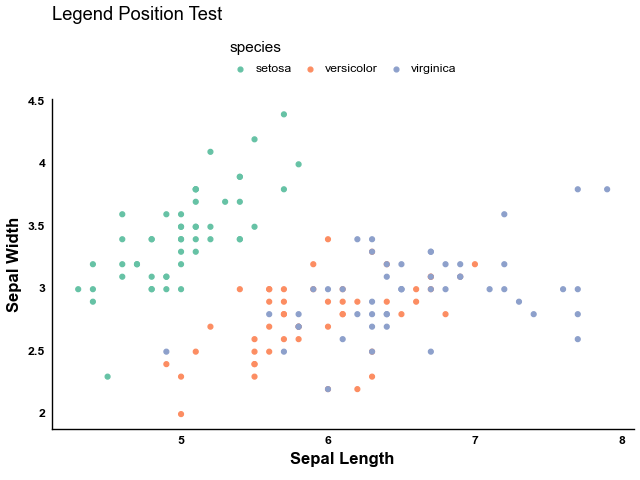 Legend Position Test
species
setosa versicolor virginica
4.5
4
3.5
3
2.5
2
Sepal Width
5 6 7 8
Sepal Length